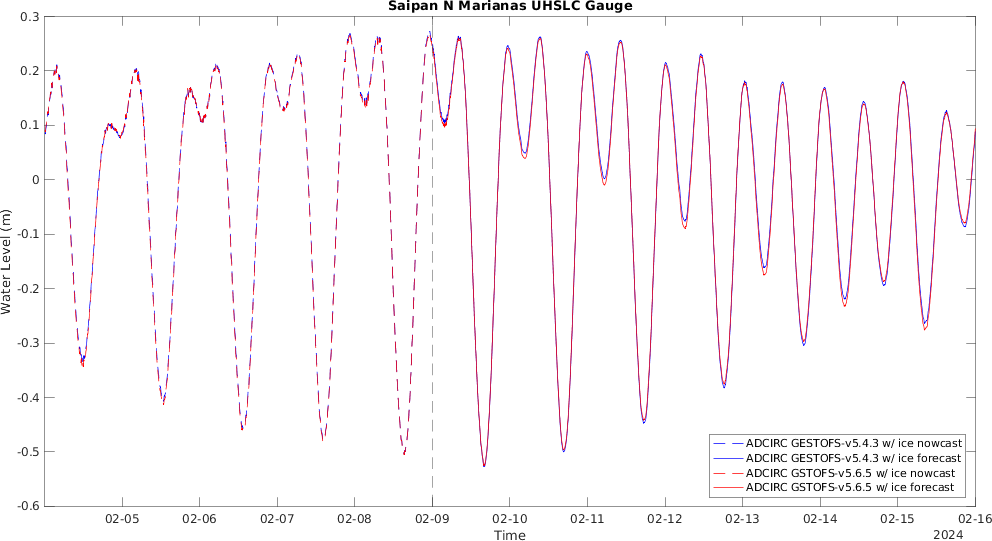 Saipan N Marianas UHSLC Gauge
0.3
0.2
0.1
0
-0.1
-0.2
-0.3
-0.4
-0.5
-0.6
Water Level (m)
ADCIRC GESTOFS-v5.4.3 w/ ice nowcast
ADCIRC GESTOFS-v5.4.3 w/ ice forecast
ADCIRC GSTOFS-v5.6.5 w/ ice nowcast
ADCIRC GSTOFS-v5.6.5 w/ ice forecast
02-05 02-06 02-07 02-08 02-09 02-10 02-11 02-12 02-13 02-14 02-15 02-16
Time
2024